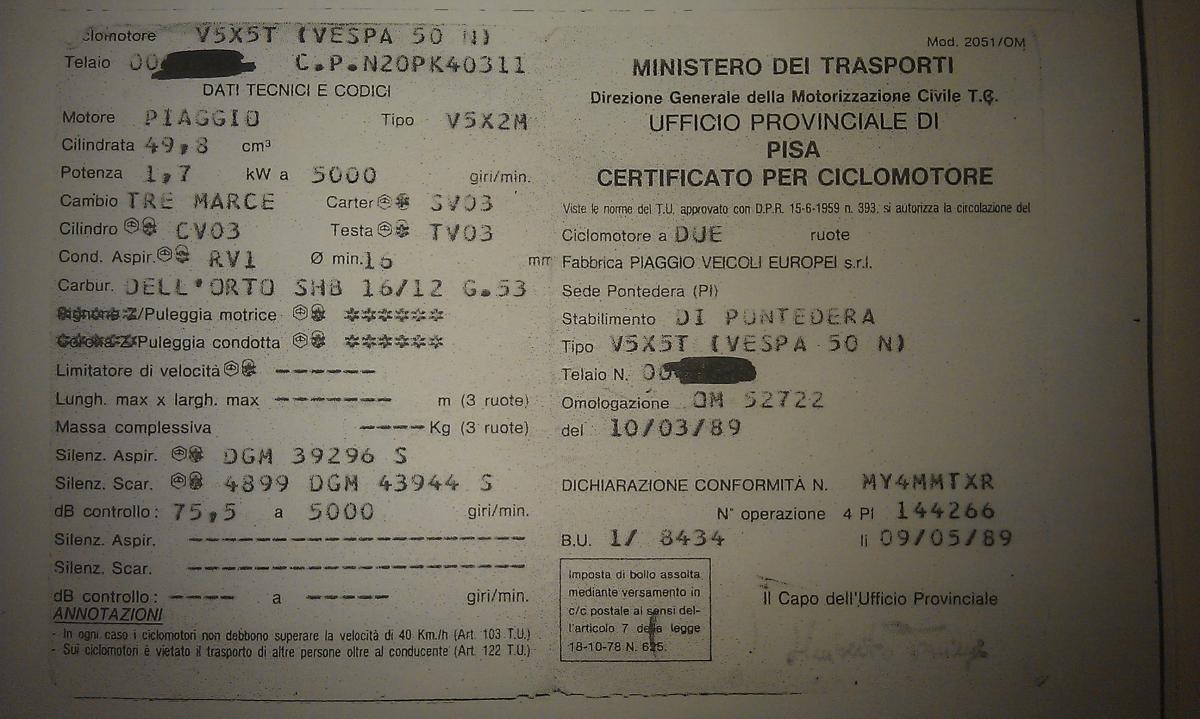 Ciclomotore V5X5T (VESPA 50 N)
Telaio 00 C.P.N20PK40311
DATI TECNICI E CODICI
Motore PIAGGIO Tipo V5X2M
Cilindrata 49,8 cm³
Potenza 1,7 kW a 5000 giri/min.
Cambio TRE MARCE Carter SV03
Cilindro CV03 Testa TV03
Cond. Aspir. RV1 Ø min. 16 mm
Carbur. DELL'ORTO SHB 16/12 G.53
/Puleggia motrice ******
/Puleggia condotta ******
Limitatore di velocità -------
Lungh. max x largh. max -------- m (3 ruote)
Massa complessiva ---- Kg (3 ruote)
Silenz. Aspir. DGM 39296 S
Silenz. Scar. 4899 DGM 43944 S
dB controllo: 75,5 a 5000 giri/min.
Silenz. Aspir. -----------------------
Silenz. Scar. -----------------------
dB controllo: ---- a ----- giri/min.
ANNOTAZIONI
- In ogni caso i ciclomotori non debbono superare la velocità di 40 Km./h (Art. 103 T.U.)
- Sui ciclomotori è vietato il trasporto di altre persone oltre al conducente (Art. 122 T.U.)
Mod. 2051/OM
MINISTERO DEI TRASPORTI
Direzione Generale della Motorizzazione Civile T.C.
UFFICIO PROVINCIALE DI
PISA
CERTIFICATO PER CICLOMOTORE
Viste le norme del T.U. approvato con D.P.R. 15-6-1959 n. 393, si autorizza la circolazione del
Ciclomotore a DUE ruote
Fabbrica PIAGGIO VEICOLI EUROPEI s.r.l.
Sede Pontedera (PI)
Stabilimento DI PONTEDERA
Tipo V5X5T (VESPA 50 N)
Telaio N. 00
Omologazione OM 52722
del 10/03/89
DICHIARAZIONE CONFORMITÀ N. MY4MMTXR
N° operazione 4 PI 144266
B.U. 1/ 8434 li 09/05/89
Imposta di bollo assolta
mediante versamento in
c/c postale ai sensi del-
l'articolo 7 della legge
18-10-78 N. 625.
Il Capo dell'Ufficio Provinciale